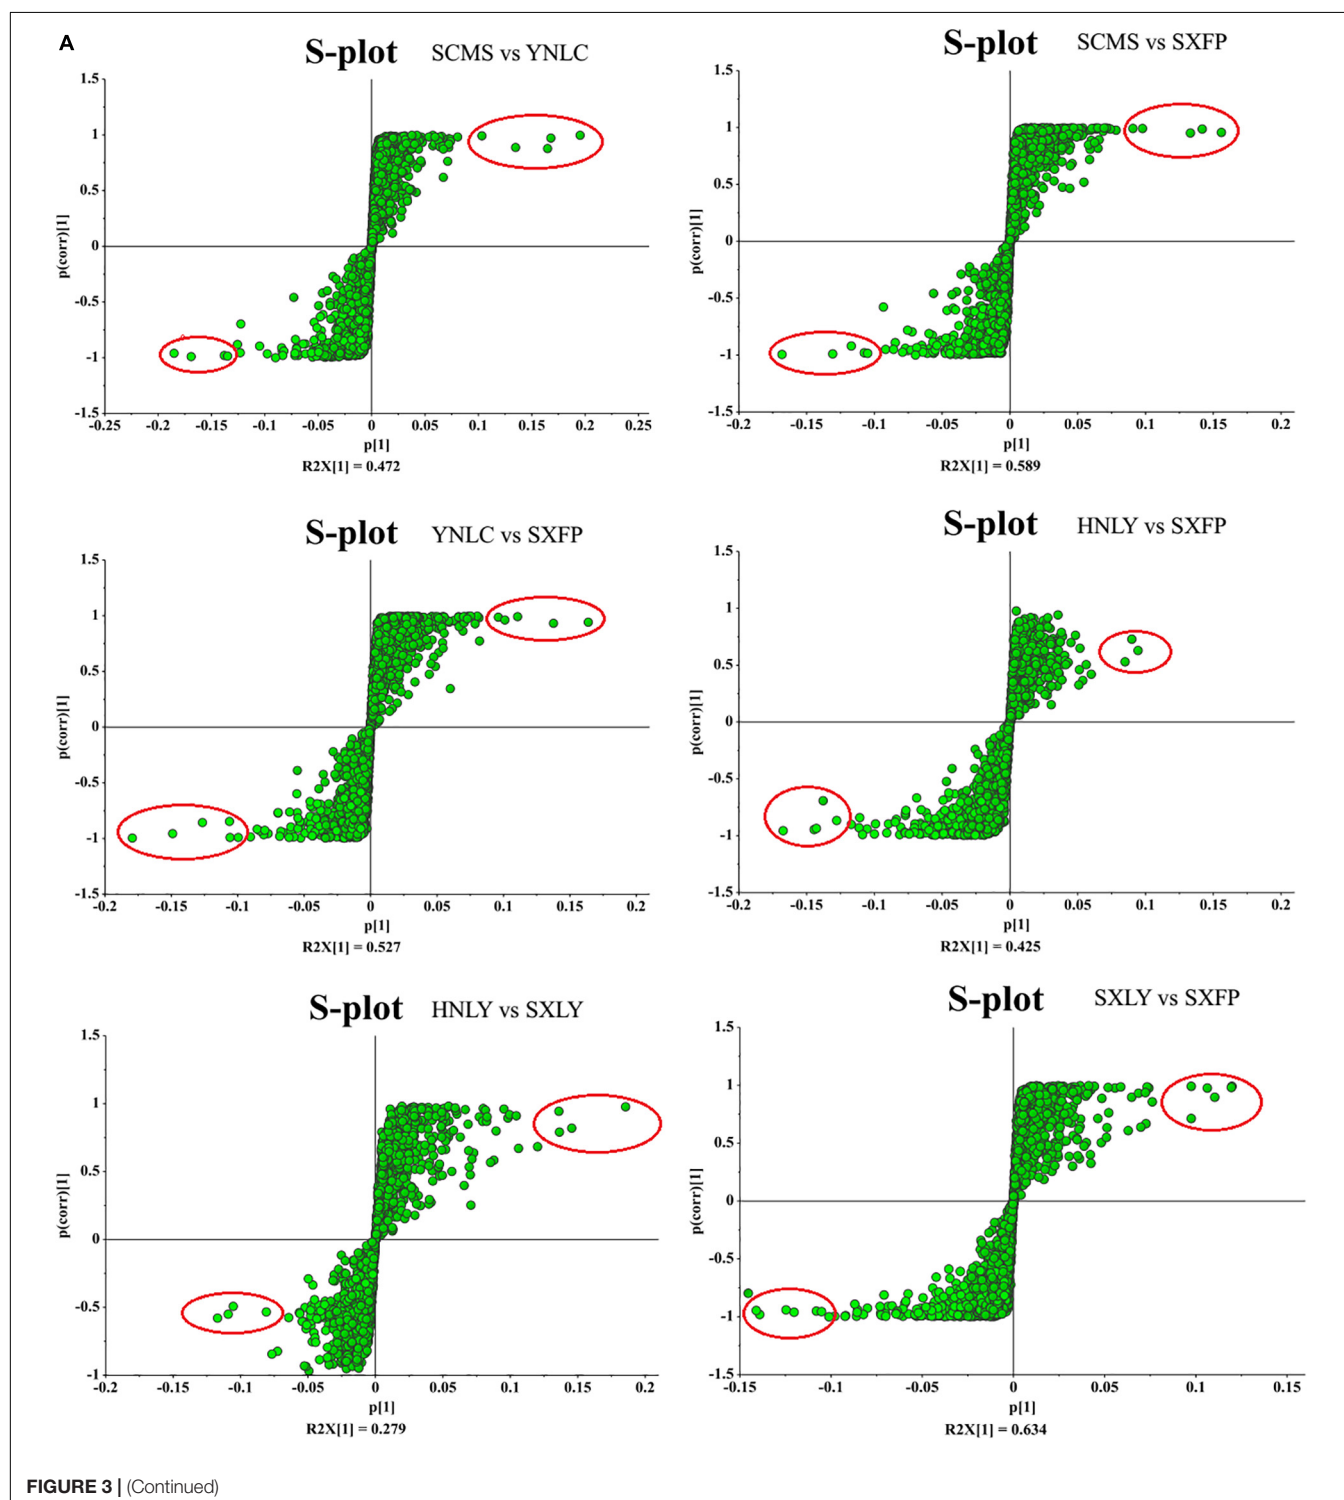 A
S-plot SCMS vs YNLC
1.5
1
0.5
0
-0.5
-1
-1.5
p(corr)[1]
-0.25 -0.2 -0.15 -0.1 -0.05 0 0.05 0.1 0.15 0.2 0.25
p[1]
R2X[1] = 0.472
S-plot SCMS vs SXFP
1.5
1
0.5
0
-0.5
-1
-1.5
p(corr)[1]
-0.2 -0.15 -0.1 -0.05 0 0.05 0.1 0.15 0.2
p[1]
R2X[1] = 0.589
S-plot YNLC vs SXFP
1.5
1
0.5
0
-0.5
-1
-1.5
p(corr)[1]
-0.2 -0.15 -0.1 -0.05 0 0.05 0.1 0.15 0.2
p[1]
R2X[1] = 0.527
S-plot HNLY vs SXFP
1.5
1
0.5
0
-0.5
-1
-1.5
p(corr)[1]
-0.2 -0.15 -0.1 -0.05 0 0.05 0.1 0.15 0.2
p[1]
R2X[1] = 0.425
S-plot HNLY vs SXLY
1.5
1
0.5
0
-0.5
-1
p(corr)[1]
-0.2 -0.15 -0.1 -0.05 0 0.05 0.1 0.15 0.2
p[1]
R2X[1] = 0.279
S-plot SXLY vs SXFP
1.5
1
0.5
0
-0.5
-1
-1.5
p(corr)[1]
-0.15 -0.1 -0.05 0 0.05 0.1 0.15
p[1]
R2X[1] = 0.634
FIGURE 3 | (Continued)